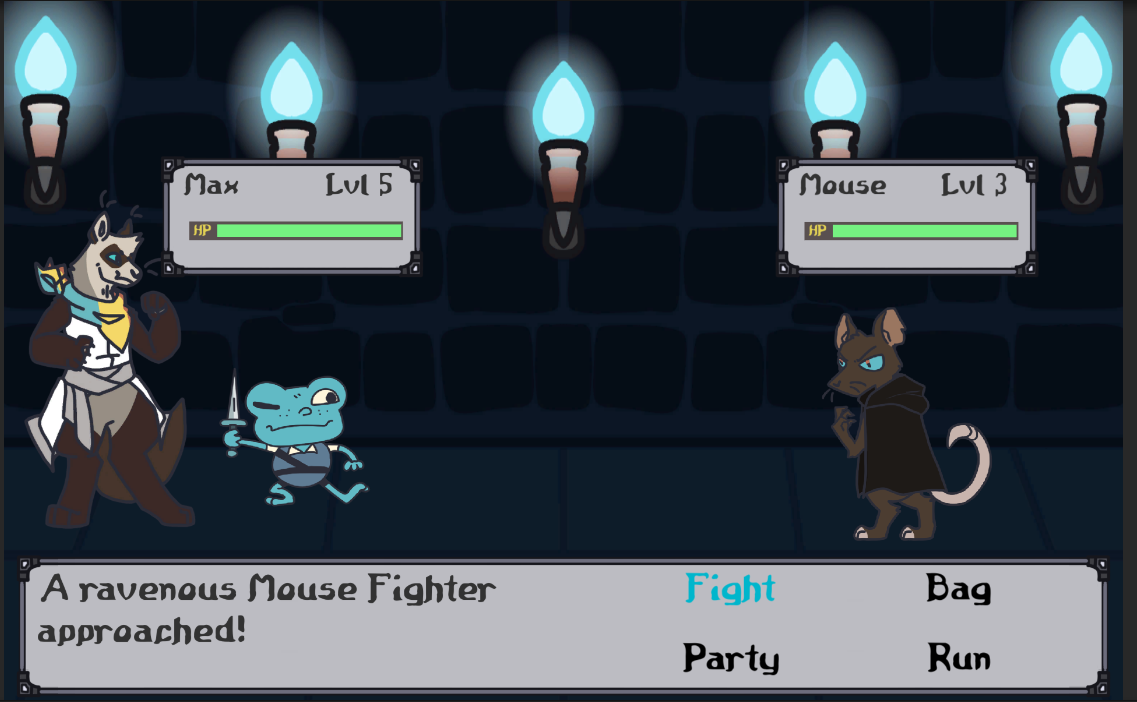 Max Lvl 5
HP
Mouse Lvl 3
HP
A ravenous Mouse Fighter
approached!
Fight Bag
Party Run